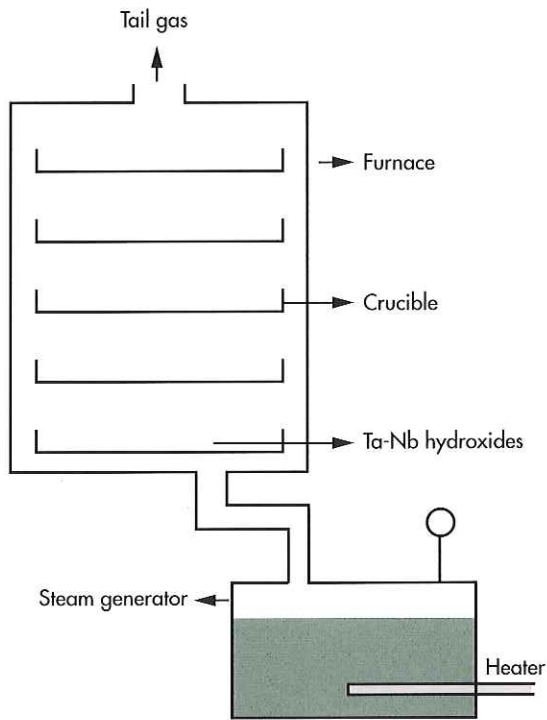 Tail gas
Furnace
Crucible
Ta-Nb hydroxides
Steam generator
Heater